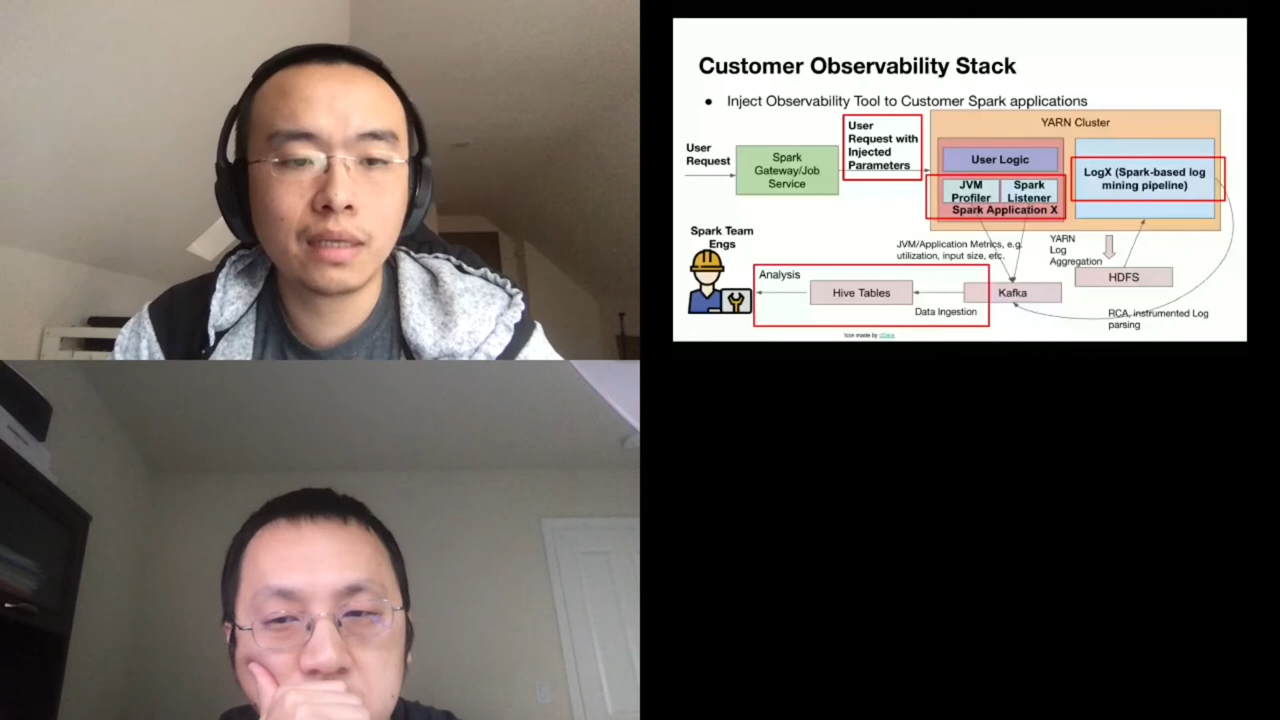 Customer Observability Stack
● Inject Observability Tool to Customer Spark applications
User
Request
Spark
Gateway/Job
Service
User
Request with
Injected
Parameters
YARN Cluster
User Logic
JVM
Profiler
Spark
Listener
Spark Application X
LogX (Spark-based log
mining pipeline)
Spark Team
Engs
JVM/Application Metrics, e.g.
utilization, input size, etc.
YARN
Log
Aggregation
HDFS
Analysis
Hive Tables
Kafka
Data Ingestion
RCA, instrumented Log
parsing
Icon made by